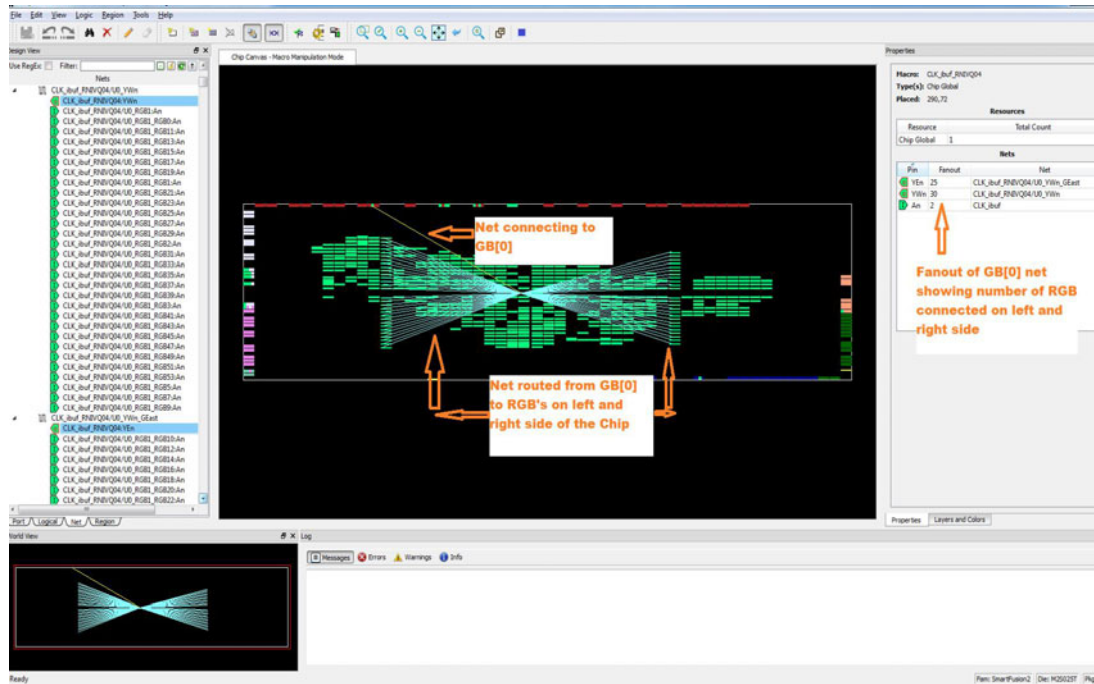 File Edit View Logic Region Tools Help
Design View
Chip Canvas - Macro Manipulation Mode
Properties
Use RegEx: Filter:
Nets
CLK_ibuf_RNIVQ04/U0_YWn
CLK_ibuf_RNIVQ04:YWn
CLK_ibuf_RNIVQ04/U0_RGB1:An
CLK_ibuf_RNIVQ04/U0_RGB1_RGB0:An
CLK_ibuf_RNIVQ04/U0_RGB1_RGB11:An
CLK_ibuf_RNIVQ04/U0_RGB1_RGB13:An
CLK_ibuf_RNIVQ04/U0_RGB1_RGB15:An
CLK_ibuf_RNIVQ04/U0_RGB1_RGB17:An
CLK_ibuf_RNIVQ04/U0_RGB1_RGB19:An
CLK_ibuf_RNIVQ04/U0_RGB1_RGB1:An
CLK_ibuf_RNIVQ04/U0_RGB1_RGB21:An
CLK_ibuf_RNIVQ04/U0_RGB1_RGB23:An
CLK_ibuf_RNIVQ04/U0_RGB1_RGB25:An
CLK_ibuf_RNIVQ04/U0_RGB1_RGB27:An
CLK_ibuf_RNIVQ04/U0_RGB1_RGB29:An
CLK_ibuf_RNIVQ04/U0_RGB1_RGB2:An
CLK_ibuf_RNIVQ04/U0_RGB1_RGB31:An
CLK_ibuf_RNIVQ04/U0_RGB1_RGB33:An
CLK_ibuf_RNIVQ04/U0_RGB1_RGB35:An
CLK_ibuf_RNIVQ04/U0_RGB1_RGB37:An
CLK_ibuf_RNIVQ04/U0_RGB1_RGB39:An
CLK_ibuf_RNIVQ04/U0_RGB1_RGB3:An
CLK_ibuf_RNIVQ04/U0_RGB1_RGB41:An
CLK_ibuf_RNIVQ04/U0_RGB1_RGB43:An
CLK_ibuf_RNIVQ04/U0_RGB1_RGB45:An
CLK_ibuf_RNIVQ04/U0_RGB1_RGB47:An
CLK_ibuf_RNIVQ04/U0_RGB1_RGB49:An
CLK_ibuf_RNIVQ04/U0_RGB1_RGB51:An
CLK_ibuf_RNIVQ04/U0_RGB1_RGB53:An
CLK_ibuf_RNIVQ04/U0_RGB1_RGB5:An
CLK_ibuf_RNIVQ04/U0_RGB1_RGB7:An
CLK_ibuf_RNIVQ04/U0_RGB1_RGB9:An
CLK_ibuf_RNIVQ04/U0_YWn_GEast
CLK_ibuf_RNIVQ04:YEn
CLK_ibuf_RNIVQ04/U0_RGB1_RGB10:An
CLK_ibuf_RNIVQ04/U0_RGB1_RGB12:An
CLK_ibuf_RNIVQ04/U0_RGB1_RGB14:An
CLK_ibuf_RNIVQ04/U0_RGB1_RGB16:An
CLK_ibuf_RNIVQ04/U0_RGB1_RGB18:An
CLK_ibuf_RNIVQ04/U0_RGB1_RGB20:An
CLK_ibuf_RNIVQ04/U0_RGB1_RGB22:An
Port Logical Net Region
Net connecting to
GB[0]
Net routed from GB[0]
to RGB's on left and
right side of the Chip
Macro: CLK_ibuf_RNIVQ04
Type(s): Chip Global
Placed: 290,72
Resources
Resource Total Count
Chip Global 1
Nets
Pin Fanout Net
YEn 25 CLK_ibuf_RNIVQ04/U0_YWn_GEast
YWn 30 CLK_ibuf_RNIVQ04/U0_YWn
An 2 CLK_ibuf
Fanout of GB[0] net
showing number of RGB
connected on left and
right side
Properties Layers and Colors
World View
Log
Messages Errors Warnings Info
Ready
Fam: SmartFusion2 Die: M2S025T Pkg